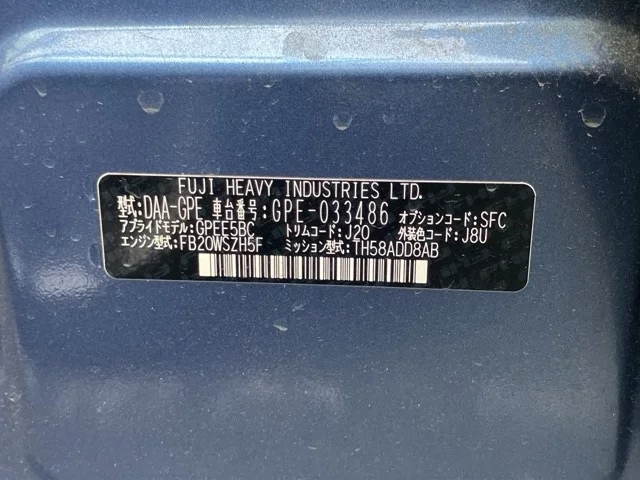 FUJI HEAVY INDUSTRIES LTD.
型式:DAA-GPE 車台番号:GPE-033486 オプションコード:SFC
アプライドモデル:GPEE5BC トリムコード:J20 外装色コード:J8U
エンジン型式:FB20WSZH5F ミッション型式:TH58ADD8AB